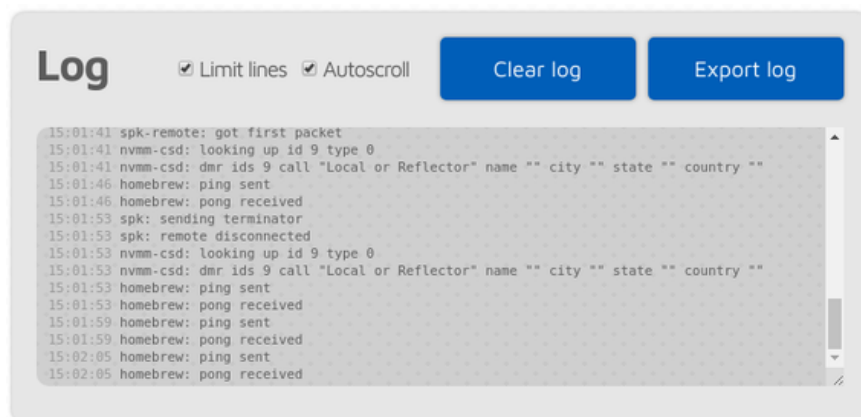 Log
Limit lines Autoscroll
Clear log
Export log
15:01:41 spk-remote: got first packet
15:01:41 nvmm-csd: looking up id 9 type 0
15:01:41 nvmm-csd: dmr ids 9 call "Local or Reflector" name "" city "" state "" country ""
15:01:46 homebrew: ping sent
15:01:46 homebrew: pong received
15:01:53 spk: sending terminator
15:01:53 spk: remote disconnected
15:01:53 nvmm-csd: looking up id 9 type 0
15:01:53 nvmm-csd: dmr ids 9 call "Local or Reflector" name "" city "" state "" country ""
15:01:53 homebrew: ping sent
15:01:53 homebrew: pong received
15:01:59 homebrew: ping sent
15:01:59 homebrew: pong received
15:02:05 homebrew: ping sent
15:02:05 homebrew: pong received